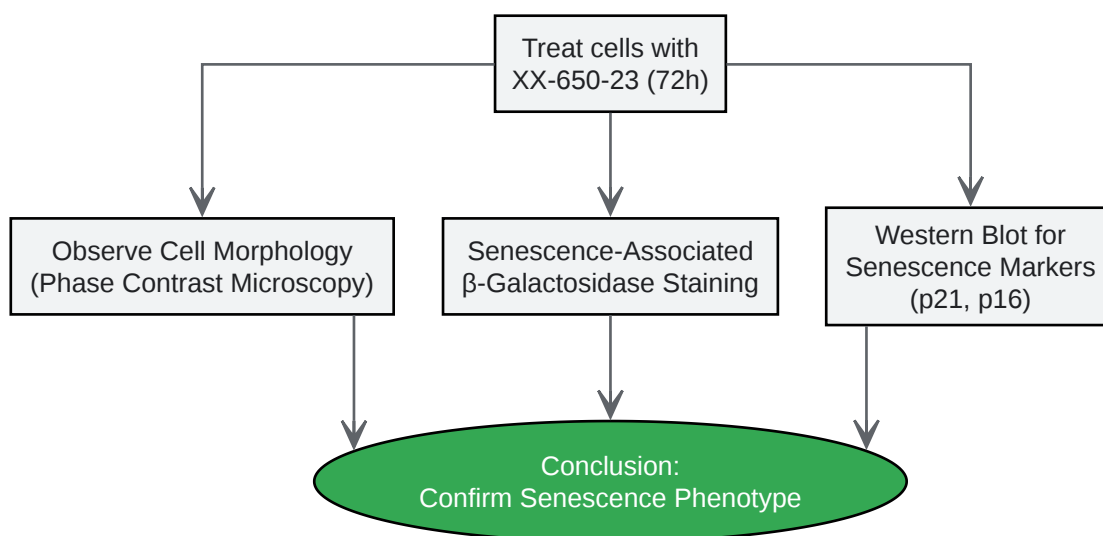 Treat cells with
XX-650-23 (72h)
Observe Cell Morphology
(Phase Contrast Microscopy)
Senescence-Associated
β-Galactosidase Staining
Western Blot for
Senescence Markers
(p21, p16)
Conclusion:
Confirm Senescence Phenotype